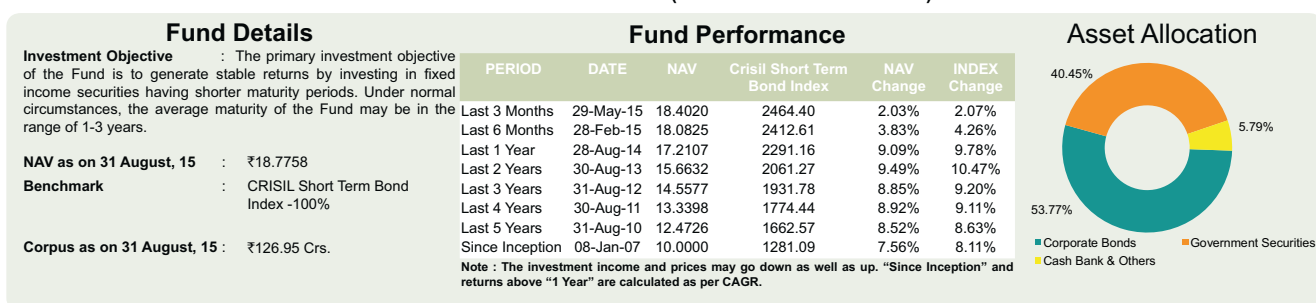 Fund Details
Investment Objective : The primary investment objective
of the Fund is to generate stable returns by investing in fixed
income securities having shorter maturity periods. Under normal
circumstances, the average maturity of the Fund may be in the
range of 1-3 years.
NAV as on 31 August, 15 : ₹18.7758
Benchmark : CRISIL Short Term Bond
Index -100%
Corpus as on 31 August, 15 : ₹126.95 Crs.
Fund Performance
PERIOD DATE NAV Crisil Short Term Bond Index NAV Change INDEX Change
Last 3 Months 29-May-15 18.4020 2464.40 2.03% 2.07%
Last 6 Months 28-Feb-15 18.0825 2412.61 3.83% 4.26%
Last 1 Year 28-Aug-14 17.2107 2291.16 9.09% 9.78%
Last 2 Years 30-Aug-13 15.6632 2061.27 9.49% 10.47%
Last 3 Years 31-Aug-12 14.5577 1931.78 8.85% 9.20%
Last 4 Years 30-Aug-11 13.3398 1774.44 8.92% 9.11%
Last 5 Years 31-Aug-10 12.4726 1662.57 8.52% 8.63%
Since Inception 08-Jan-07 10.0000 1281.09 7.56% 8.11%
Note : The investment income and prices may go down as well as up. “Since Inception” and
returns above “1 Year” are calculated as per CAGR.
Asset Allocation
40.45%
5.79%
53.77%
Corporate Bonds Government Securities
Cash Bank & Others